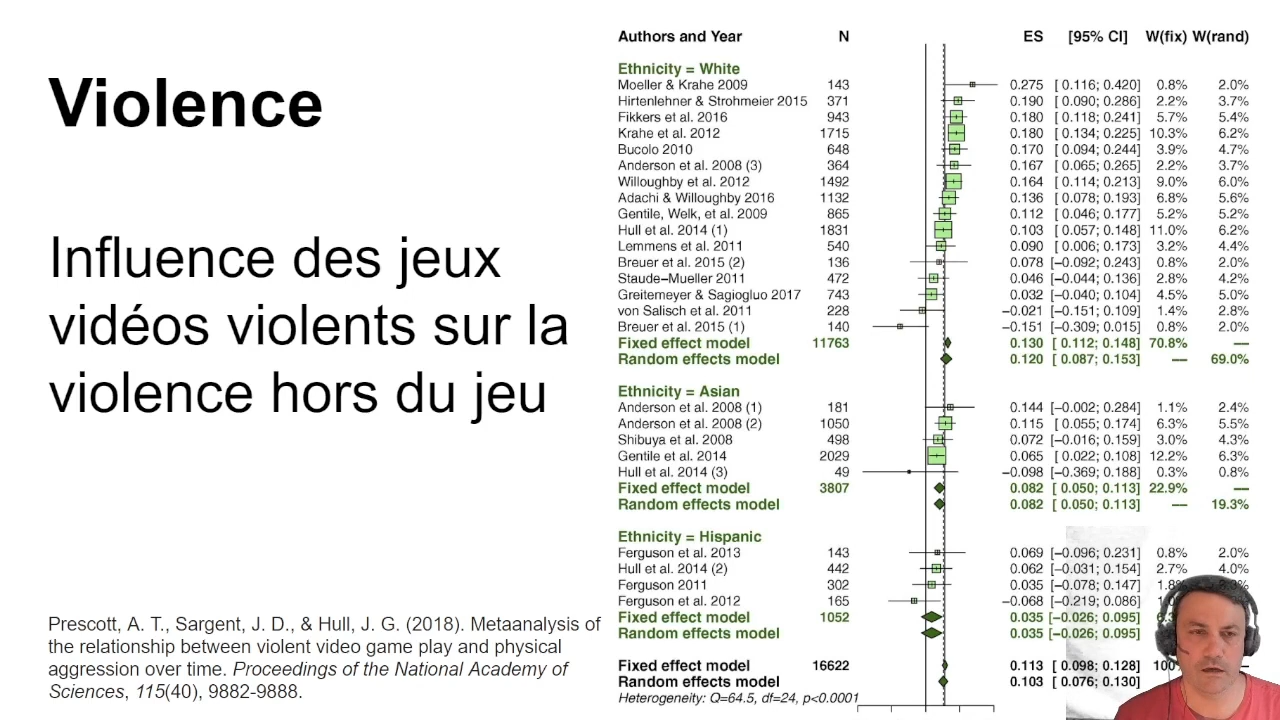 Violence
Influence des jeux
vidéos violents sur la
violence hors du jeu
Prescott, A. T., Sargent, J. D., & Hull, J. G. (2018). Metaanalysis of
the relationship between violent video game play and physical
aggression over time. Proceedings of the National Academy of
Sciences, 115(40), 9882-9888.
Authors and Year N ES [95% CI] W(fix) W(rand)
Ethnicity = White
Moeller & Krahe 2009 143 0.275 [ 0.116; 0.420] 0.8% 2.0%
Hirtenlehner & Strohmeier 2015 371 0.190 [ 0.090; 0.286] 2.2% 3.7%
Fikkers et al. 2016 943 0.180 [ 0.118; 0.241] 5.7% 5.4%
Krahe et al. 2012 1715 0.180 [ 0.134; 0.225] 10.3% 6.2%
Bucolo 2010 648 0.170 [ 0.094; 0.244] 3.9% 4.7%
Anderson et al. 2008 (3) 364 0.167 [ 0.065; 0.265] 2.2% 3.7%
Willoughby et al. 2012 1492 0.164 [ 0.114; 0.213] 9.0% 6.0%
Adachi & Willoughby 2016 1132 0.136 [ 0.078; 0.193] 6.8% 5.6%
Gentile, Welk, et al. 2009 865 0.112 [ 0.046; 0.177] 5.2% 5.2%
Hull et al. 2014 (1) 1831 0.103 [ 0.057; 0.148] 11.0% 6.2%
Lemmens et al. 2011 540 0.090 [ 0.006; 0.173] 3.2% 4.4%
Breuer et al. 2015 (2) 136 0.078 [−0.092; 0.243] 0.8% 2.0%
Staude−Mueller 2011 472 0.046 [−0.044; 0.136] 2.8% 4.2%
Greitemeyer & Sagiogluo 2017 743 0.032 [−0.040; 0.104] 4.5% 5.0%
von Salisch et al. 2011 228 −0.021 [−0.151; 0.109] 1.4% 2.8%
Breuer et al. 2015 (1) 140 −0.151 [−0.309; 0.015] 0.8% 2.0%
Fixed effect model 11763 0.130 [ 0.112; 0.148] 70.8% −−
Random effects model 0.120 [ 0.087; 0.153] −− 69.0%
Ethnicity = Asian
Anderson et al. 2008 (1) 181 0.144 [−0.002; 0.284] 1.1% 2.4%
Anderson et al. 2008 (2) 1050 0.115 [ 0.055; 0.174] 6.3% 5.5%
Shibuya et al. 2008 498 0.072 [−0.016; 0.159] 3.0% 4.3%
Gentile et al. 2014 2029 0.065 [ 0.022; 0.108] 12.2% 6.3%
Hull et al. 2014 (3) 49 −0.098 [−0.369; 0.188] 0.3% 0.8%
Fixed effect model 3807 0.082 [ 0.050; 0.113] 22.9% −−
Random effects model 0.082 [ 0.050; 0.113] −− 19.3%
Ethnicity = Hispanic
Ferguson et al. 2013 143 0.069 [−0.096; 0.231] 0.8% 2.0%
Hull et al. 2014 (2) 442 0.062 [−0.031; 0.154] 2.7% 4.0%
Ferguson 2011 302 0.035 [−0.078; 0.147] 1.8%
Ferguson et al. 2012 165 −0.068 [−0.219; 0.086]
Fixed effect model 1052 0.035 [−0.026; 0.095]
Random effects model 0.035 [−0.026; 0.095]
Fixed effect model 16622 0.113 [ 0.098; 0.128]
Random effects model 0.103 [ 0.076; 0.130]
Heterogeneity: Q=64.5, df=24, p<0.0001